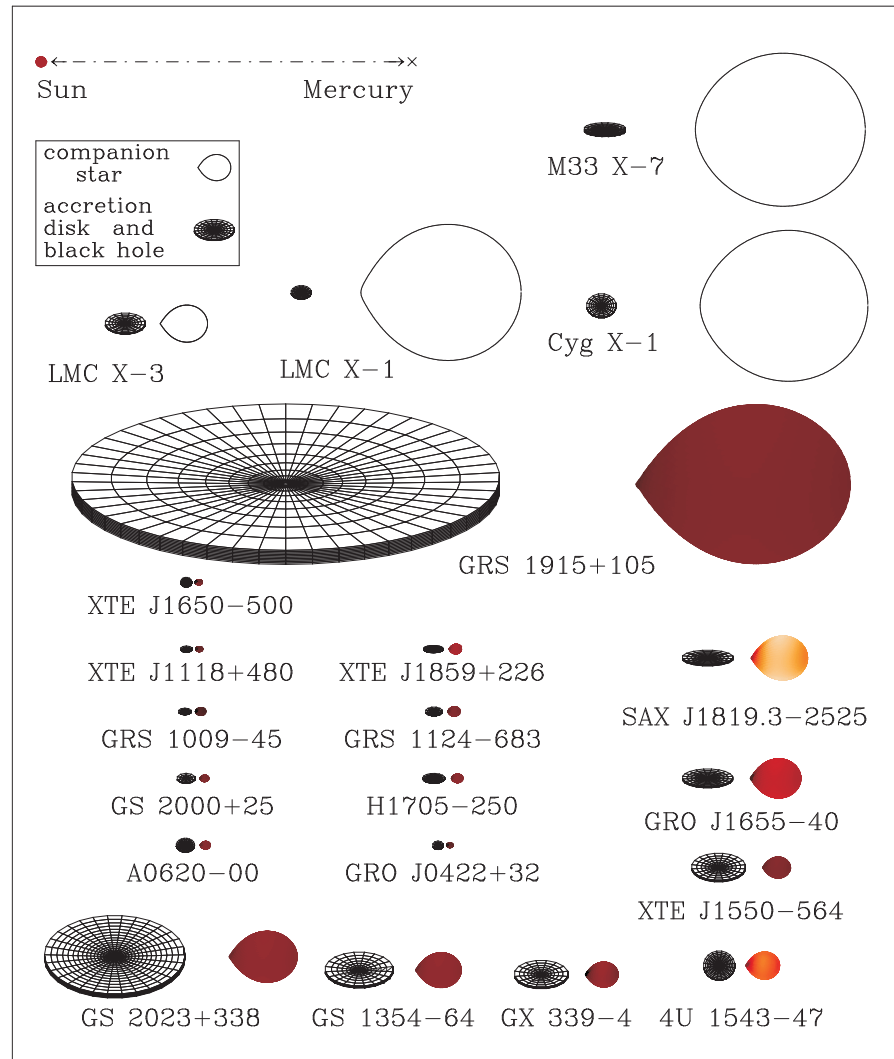 Sun
Mercury
companion
star
accretion
disk and
black hole
M33 X−7
LMC X−3
LMC X−1
Cyg X−1
GRS 1915+105
XTE J1650−500
XTE J1118+480
XTE J1859+226
SAX J1819.3−2525
GRS 1009−45
GRS 1124−683
GS 2000+25
H1705−250
GRO J1655−40
A0620−00
GRO J0422+32
XTE J1550−564
GS 2023+338
GS 1354−64
GX 339−4
4U 1543−47